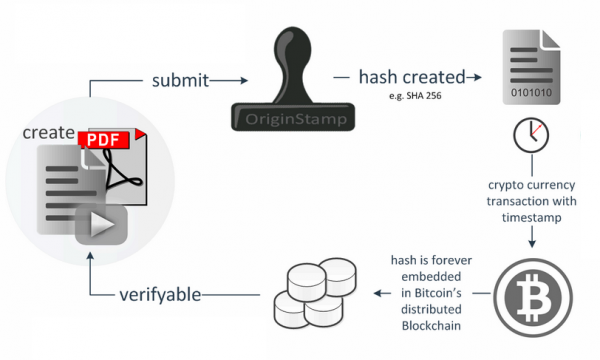 submit
OriginStamp
hash created
e.g. SHA 256
0101010
create
PDF
crypto currency
transaction with
timestamp
hash is forever
embedded
in Bitcoin's
distributed
Blockchain
verifyable